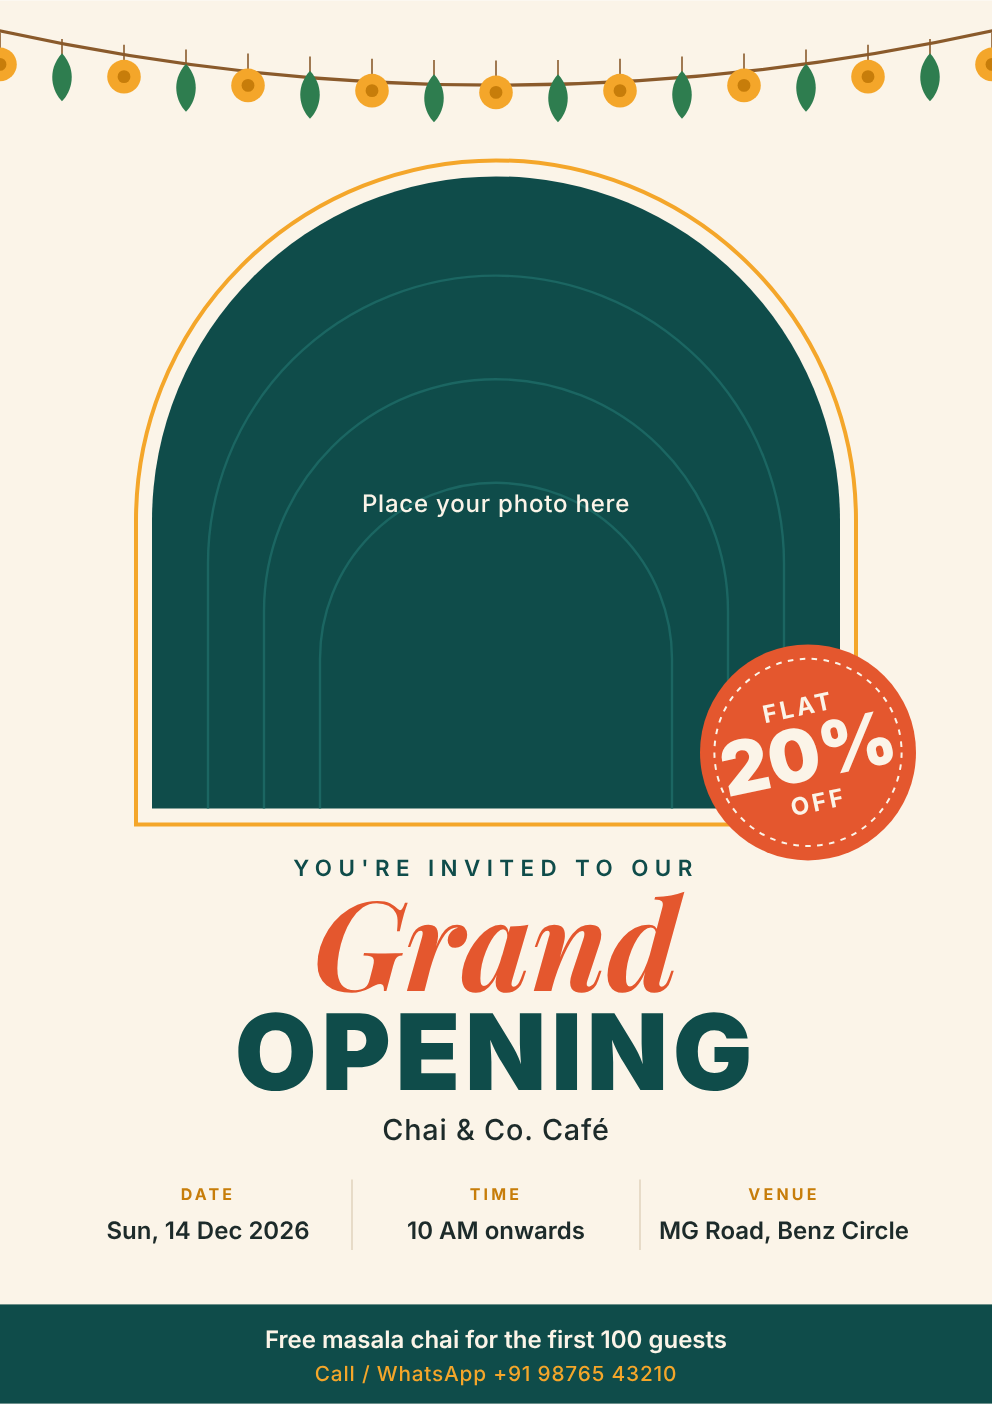 Place your photo here
FLAT
20%
OFF
YOU'RE INVITED TO OUR
Grand
OPENING
Chai & Co. Café
DATE
Sun, 14 Dec 2026
TIME
10 AM onwards
VENUE
MG Road, Benz Circle
Free masala chai for the first 100 guests
Call / WhatsApp +91 98765 43210